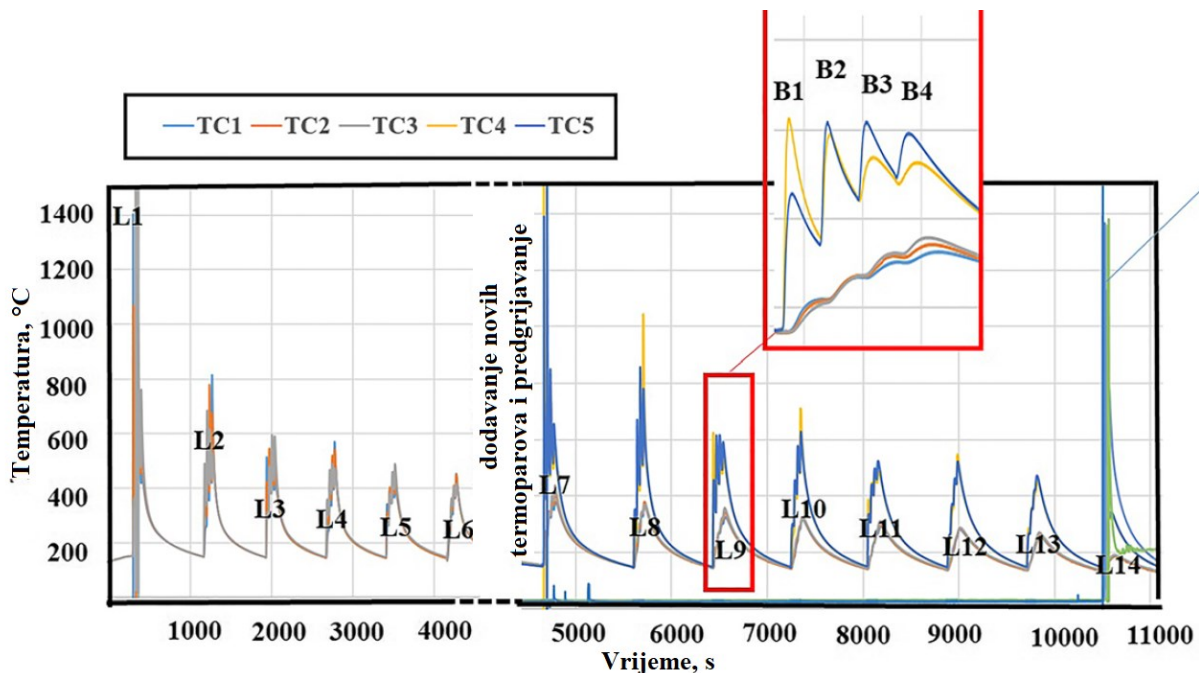 B1 B2 B3 B4
TC1 TC2 TC3 TC4 TC5
Temperatura, °C
1400
1200
1000
800
600
400
200
L1
L2
L3
L4
L5
L6
dodavanje novih
termoparova i predgrijavanje
L7
L8
L9
L10
L11
L12
L13
L14
1000 2000 3000 4000 5000 6000 7000 8000 9000 10000 11000
Vrijeme, s